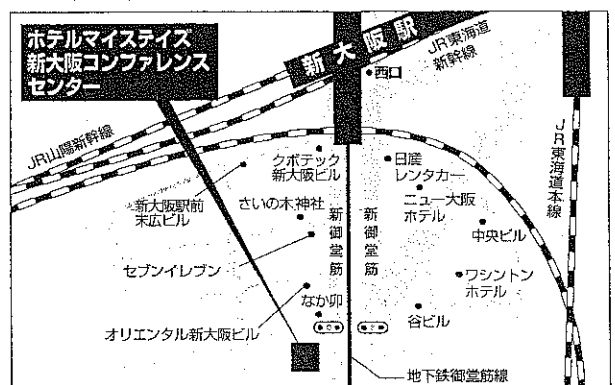 ホテルマイステイズ
新大阪コンファレンス
センター
新大阪駅
JR東海道
新幹線
西口
JR山陽新幹線
JR東海道本線
クボテック
新大阪ビル
日産
レンタカー
新大阪駅前
末広ビル
さいの木神社
新御堂筋
新御堂筋
ニュー大阪
ホテル
中央ビル
セブンイレブン
ワシントン
ホテル
なか卯
オリエンタル新大阪ビル
谷ビル
地下鉄御堂筋線